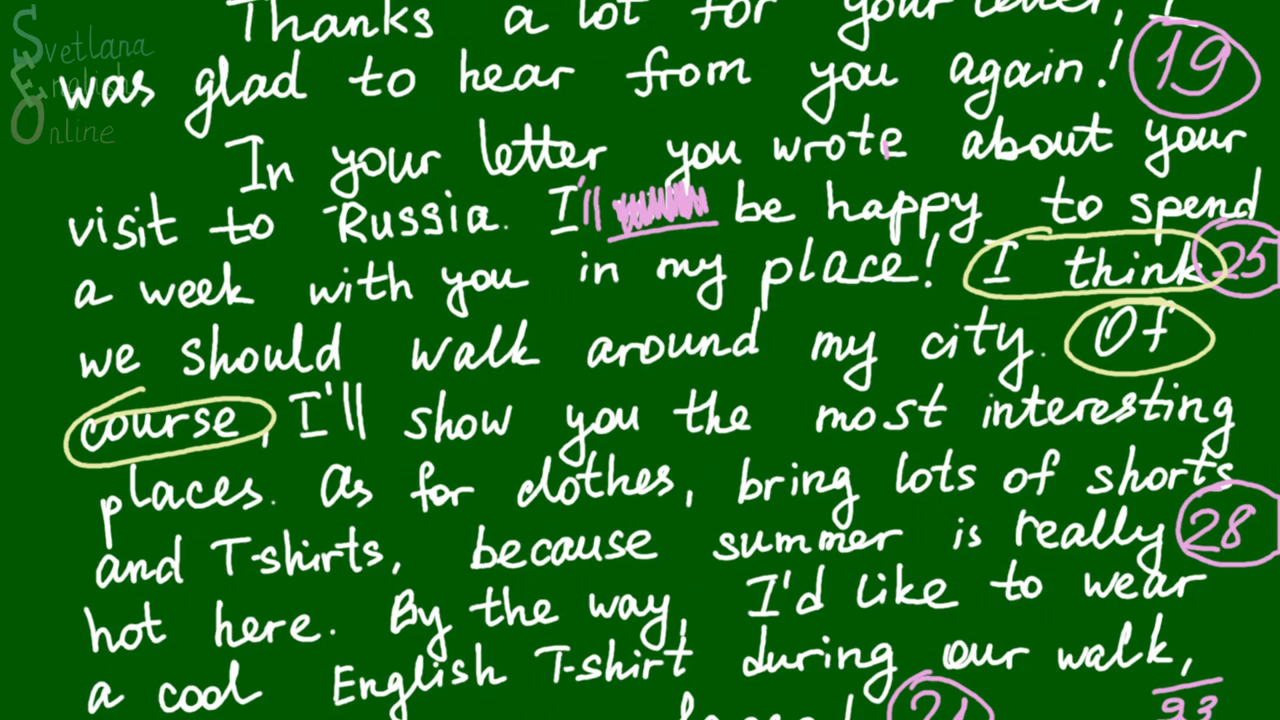 Svetlana
English
Online
Thanks a lot for your letter, I
was glad to hear from you again! 19
In your letter you wrote about your
visit to Russia. I'll be happy to spend
a week with you in my place! I think 25
we should walk around my city. Of
course, I'll show you the most interesting
places. As for clothes, bring lots of shorts
and T-shirts, because summer is really 28
hot here. By the way, I'd like to wear
a cool English T-shirt during our walk,